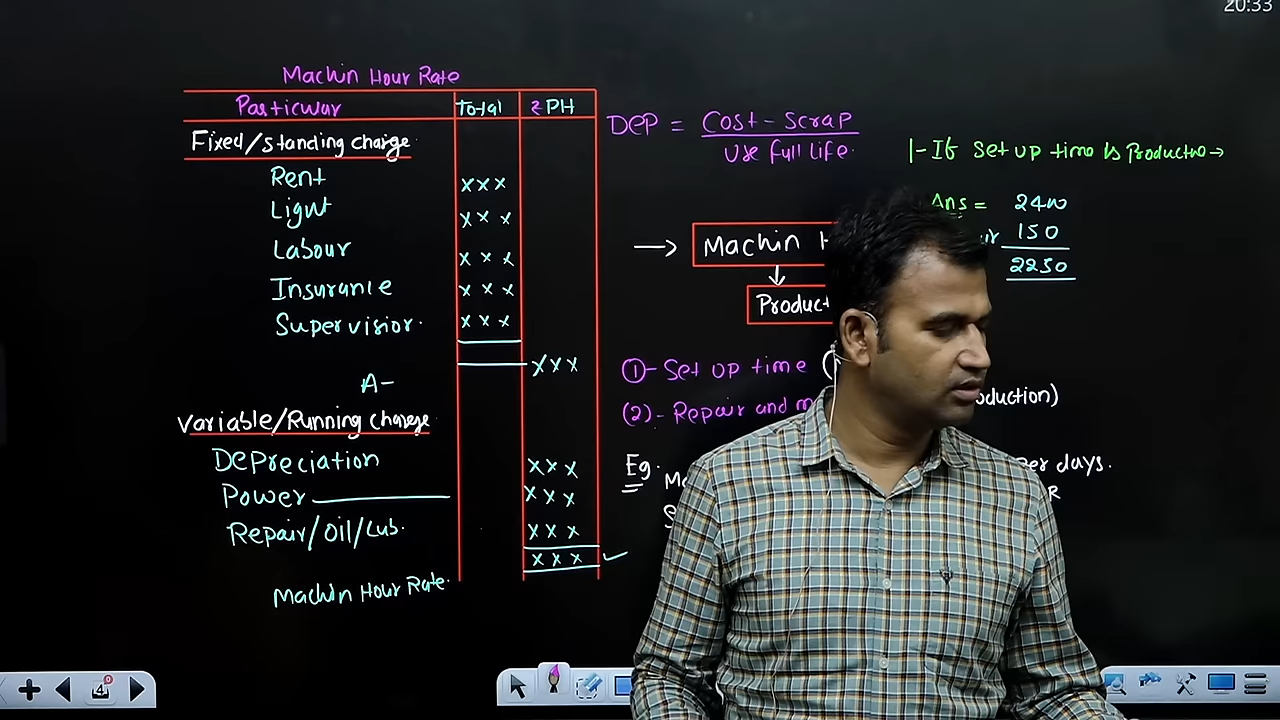 20:33
Machin Hour Rate
Particular Total ₹ PH
Fixed/standing charge
Rent xxx
Light xxx
Labour xxx
Insurance xxx
Supervisior. xxx
xxx
A-
Variable/Running charge
Depreciation xxx
Power xxx
Repair/oil/Lub. xxx
xxx
Machin Hour Rate.
DEP = Cost - Scrap
Use full life.
→ Machin
↓
Product
①- Set up time
(2)- Repair and
oduction)
Eg.
per days.
1- If Set up time is Productive →
Ans = 2400
150
2250
4